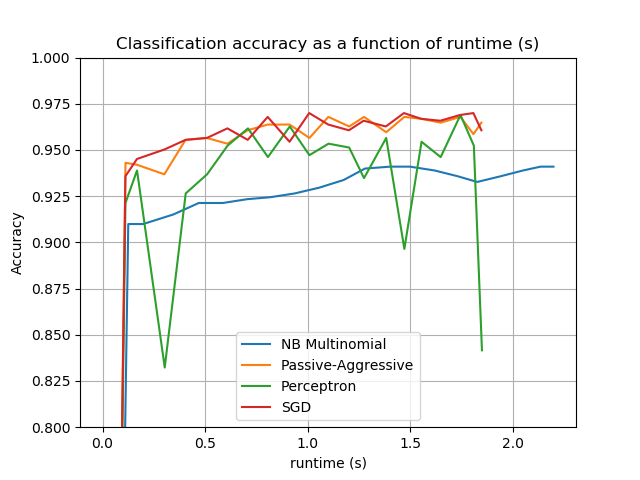 Classification accuracy as a function of runtime (s)
1.000
0.975
0.950
0.925
0.900
0.875
0.850
0.825
0.800
Accuracy
NB Multinomial
Passive-Aggressive
Perceptron
SGD
0.0 0.5 1.0 1.5 2.0
runtime (s)